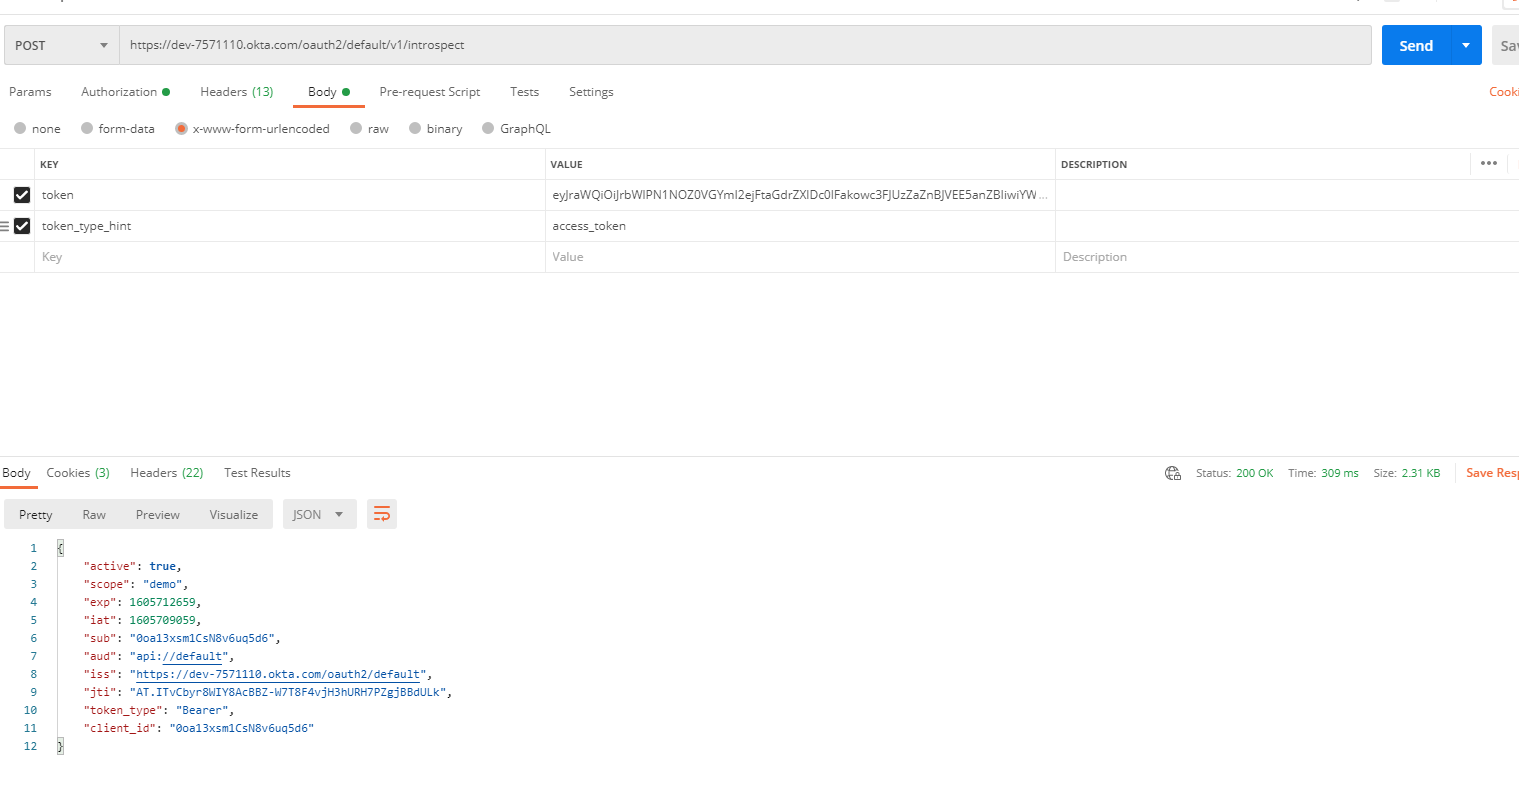 POST https://dev-7571110.okta.com/oauth2/default/v1/introspect Send
Params Authorization Headers (13) Body Pre-request Script Tests Settings
none form-data x-www-form-urlencoded raw binary GraphQL
KEY VALUE DESCRIPTION •••
token
token_type_hint access_token
Key Value Description
Body Cookies (3) Headers (22) Test Results Status: 200 OK Time: 309 ms Size: 2.31 KB Save
Pretty Raw Preview Visualize JSON
1 {
2 "active": true,
3 "scope": "demo",
4 "exp": 1605712659,
5 "iat": 1605709059,
6 "sub": "0oa13xsm1CsN8v6uq5d6",
7 "aud": "api://default",
8 "iss": "https://dev-7571110.okta.com/oauth2/default",
9 "jti": "AT.ITvCbyr8WIY8AcBBZ-W7T8F4vjH3hURH7PZgjBBdULk",
10 "token_type": "Bearer",
11 "client_id": "0oa13xsm1CsN8v6uq5d6"
12 }